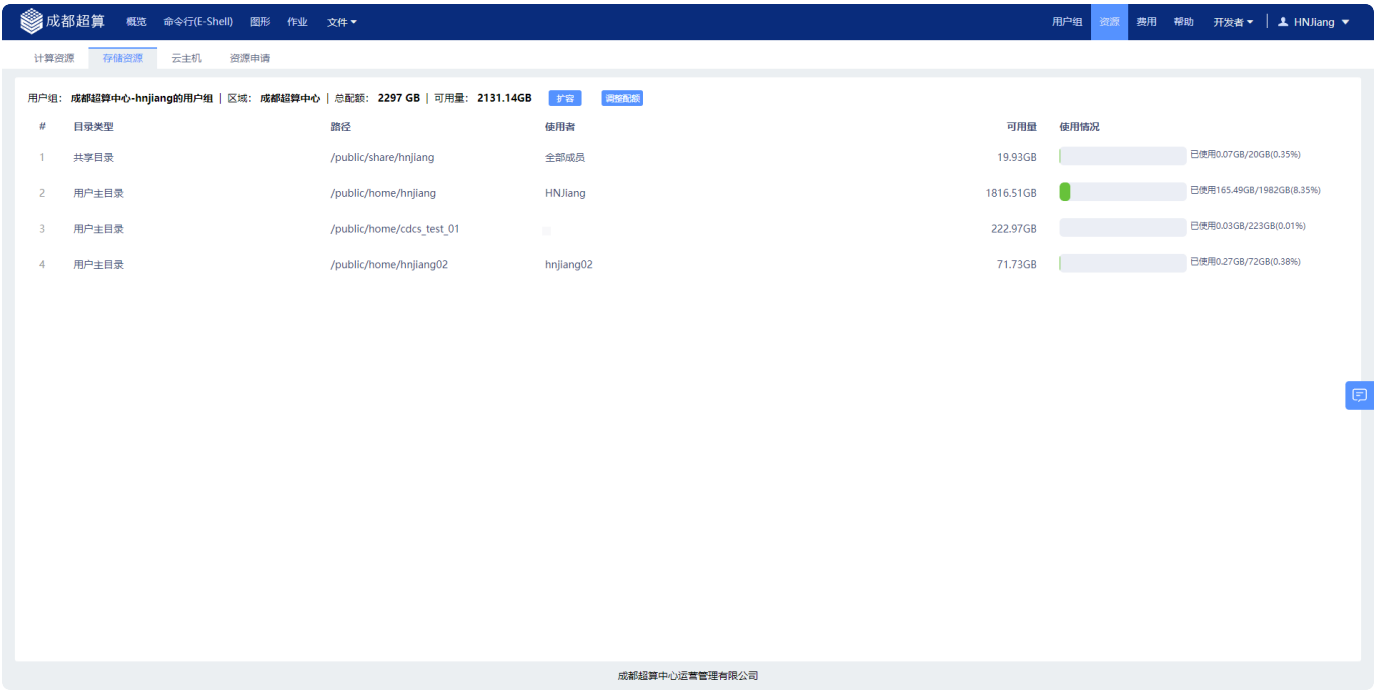 成都超算 概览 命令行(E-Shell) 图形 作业 文件 用户组 资源 费用 帮助 开发者 HNJiang
计算资源 存储资源 云主机 资源申请
用户组： 成都超算中心-hnjiang的用户组 | 区域： 成都超算中心 | 总配额： 2297 GB | 可用量： 2131.14GB 扩容 调整配额
# 目录类型 路径 使用者 可用量 使用情况
1 共享目录 /public/share/hnjiang 全部成员 19.93GB 已使用0.07GB/20GB(0.35%)
2 用户主目录 /public/home/hnjiang HNJiang 1816.51GB 已使用165.49GB/1982GB(8.35%)
3 用户主目录 /public/home/cdcs_test_01 222.97GB 已使用0.03GB/223GB(0.01%)
4 用户主目录 /public/home/hnjiang02 hnjiang02 71.73GB 已使用0.27GB/72GB(0.38%)
成都超算中心运营管理有限公司